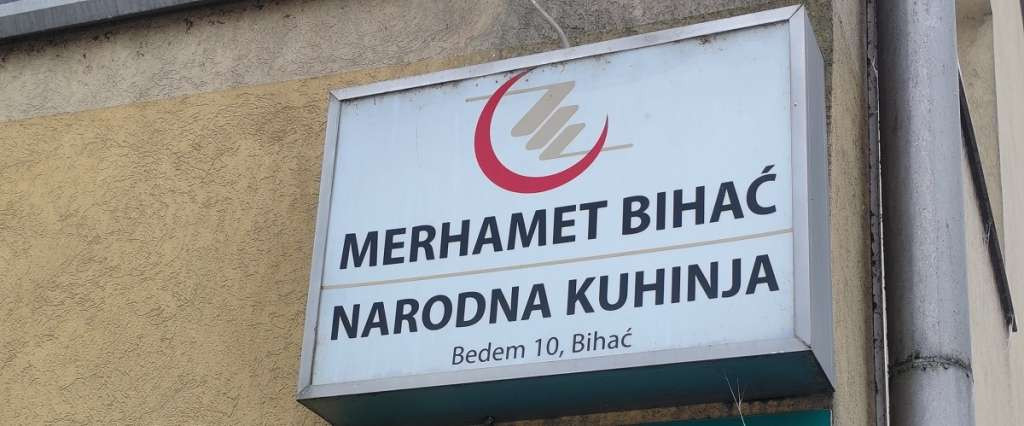 MERHAMET BIHAĆ
NARODNA KUHINJA
Bedem 10, Bihać